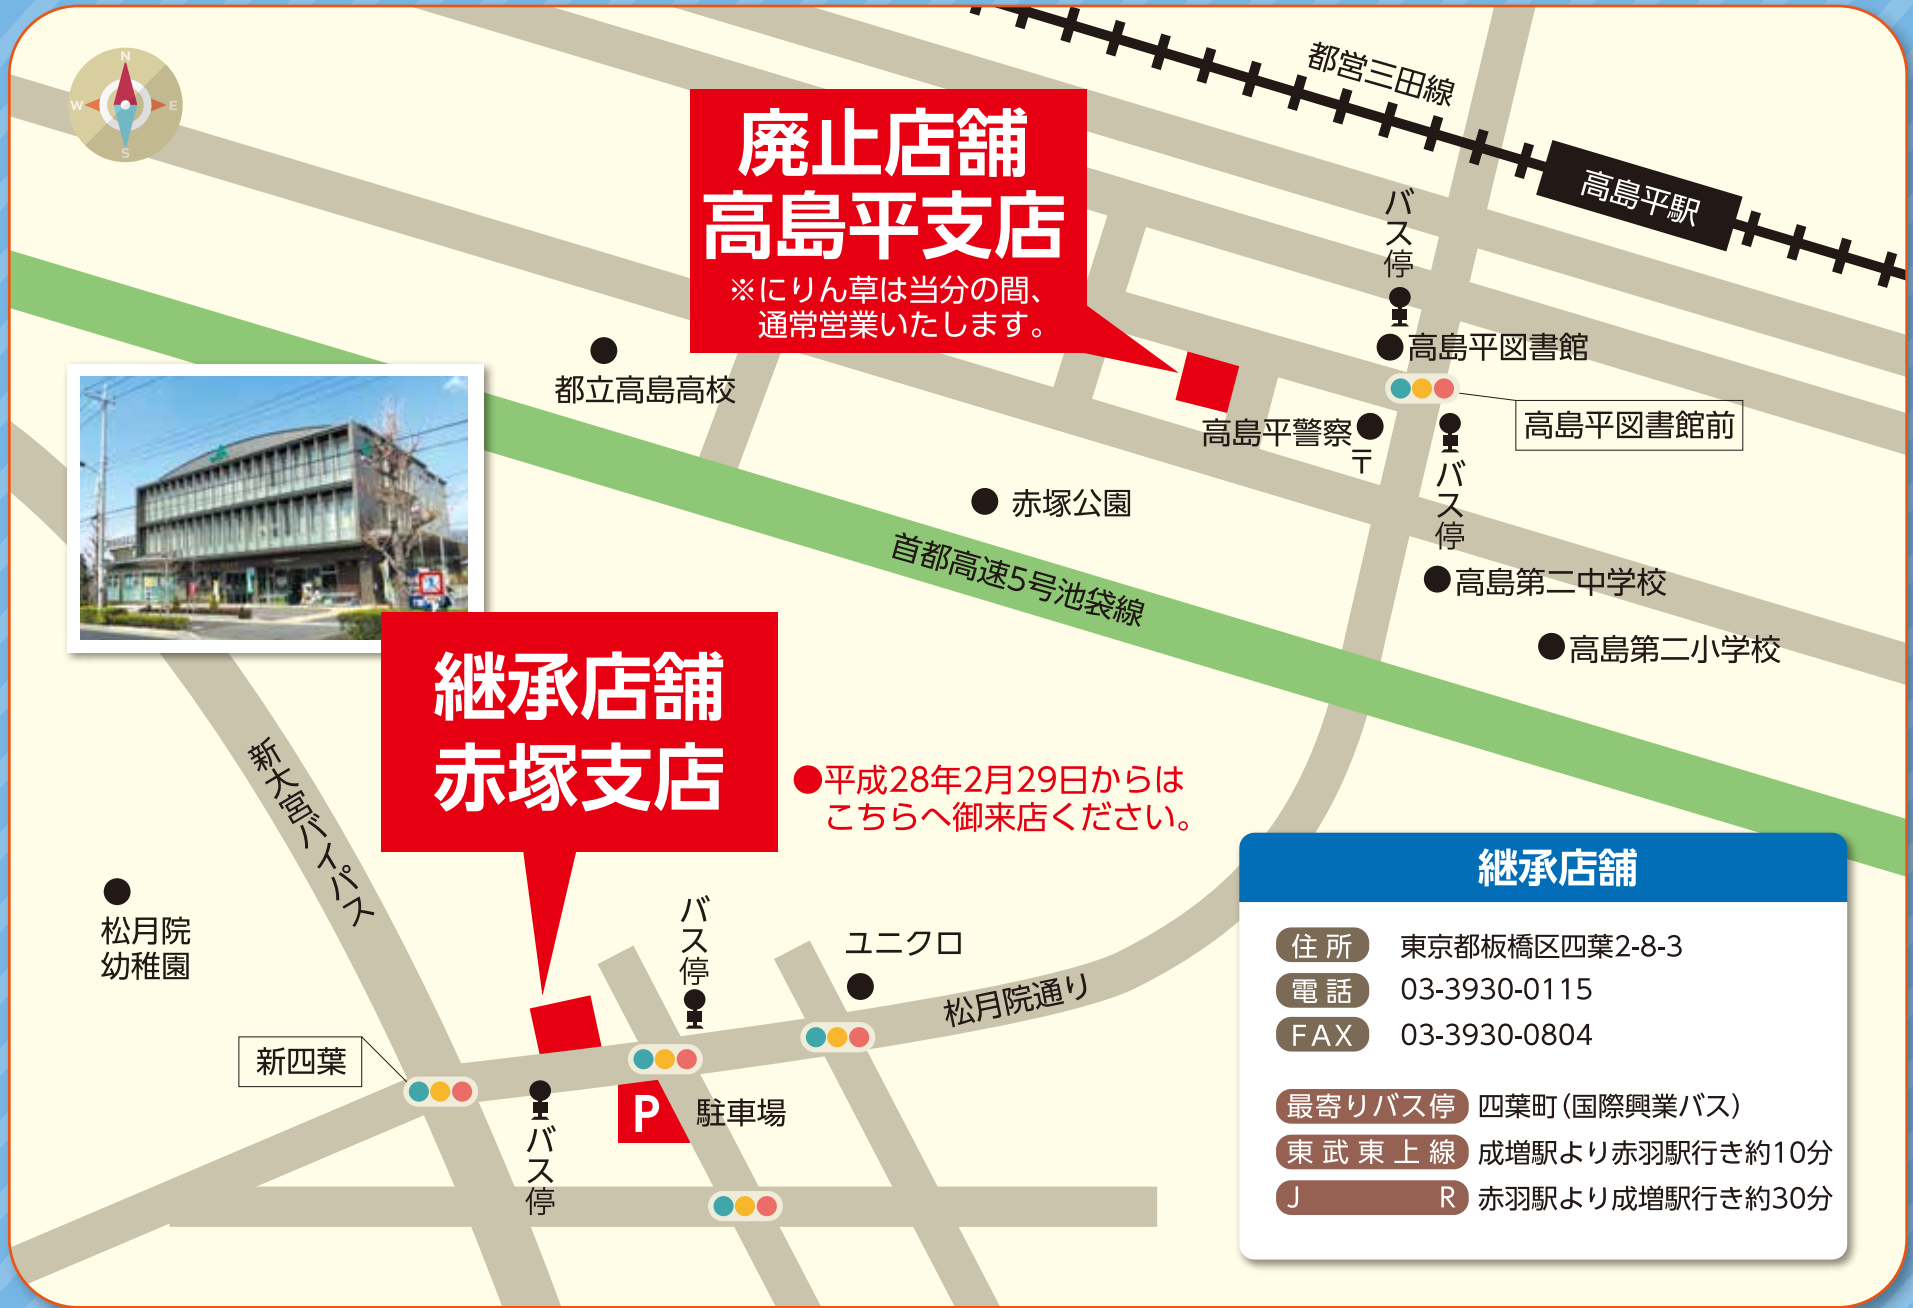 N
W
E
S
都営三田線
高島平駅
廃止店舗
高島平支店
※にりん草は当分の間、
通常営業いたします。
バス停
高島平図書館
高島平図書館前
都立高島高校
高島平警察
〒
バス停
赤塚公園
首都高速5号池袋線
高島第二中学校
高島第二小学校
JA
継承店舗
赤塚支店
新大宮バイパス
●平成28年2月29日からは
こちらへ御来店ください。
松月院
幼稚園
バス停
ユニクロ
松月院通り
新四葉
P
駐車場
バス停
継承店舗
住所 東京都板橋区四葉2-8-3
電話 03-3930-0115
FAX 03-3930-0804
最寄りバス停 四葉町(国際興業バス)
東武東上線 成増駅より赤羽駅行き約10分
JR 赤羽駅より成増駅行き約30分